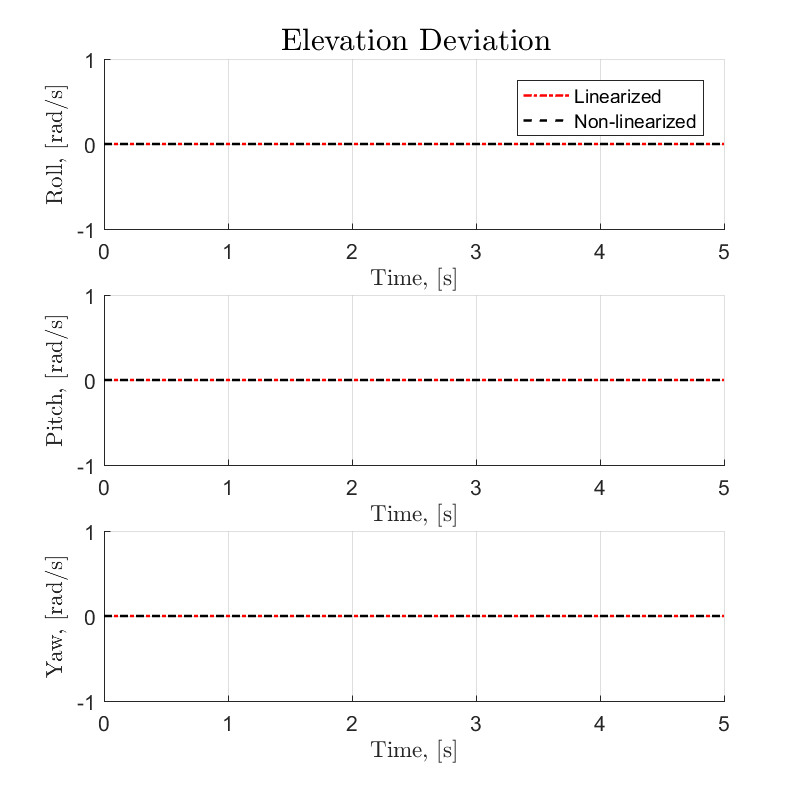 Elevation Deviation
Roll, [rad/s]
1
0
-1
Linearized
Non-linearized
0 1 2 3 4 5
Time, [s]
Pitch, [rad/s]
1
0
-1
0 1 2 3 4 5
Time, [s]
Yaw, [rad/s]
1
0
-1
0 1 2 3 4 5
Time, [s]